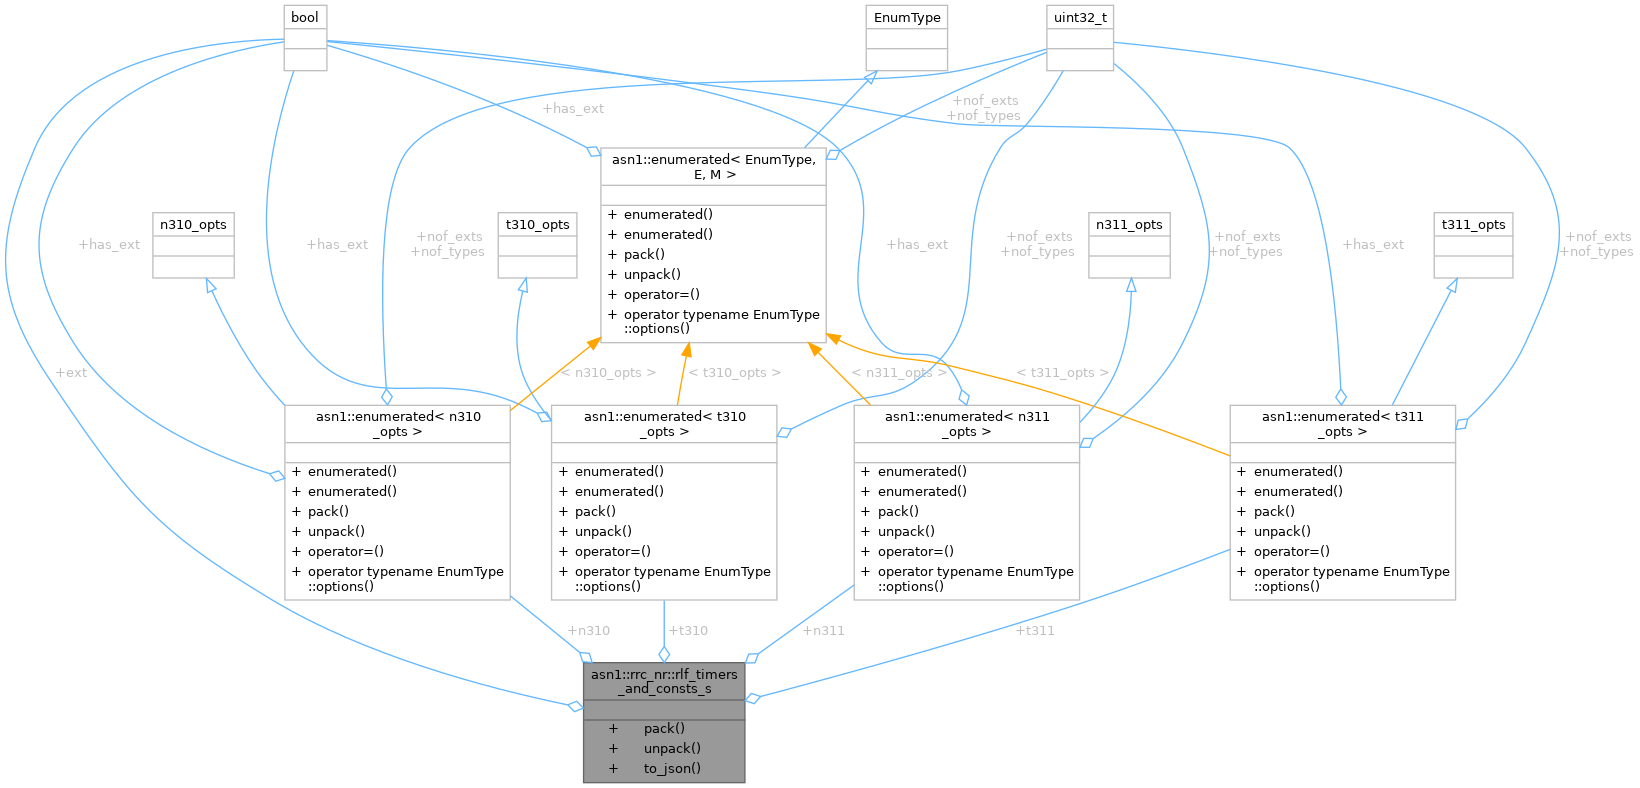 bool
EnumType
uint32_t
+has_ext
+nof_exts
+nof_types
asn1::enumerated< EnumType,
E, M >
+ enumerated()
+ enumerated()
+ pack()
+ unpack()
+ operator=()
+ operator typename EnumType
::options()
n310_opts
t310_opts
n311_opts
t311_opts
+has_ext
+has_ext
+nof_exts
+nof_types
+has_ext
+nof_exts
+nof_types
+nof_exts
+nof_types
+has_ext
+nof_exts
+nof_types
+ext
< n310_opts >
< t310_opts >
< n311_opts >
< t311_opts >
asn1::enumerated< n310
_opts >
+ enumerated()
+ enumerated()
+ pack()
+ unpack()
+ operator=()
+ operator typename EnumType
::options()
asn1::enumerated< t310
_opts >
+ enumerated()
+ enumerated()
+ pack()
+ unpack()
+ operator=()
+ operator typename EnumType
::options()
asn1::enumerated< n311
_opts >
+ enumerated()
+ enumerated()
+ pack()
+ unpack()
+ operator=()
+ operator typename EnumType
::options()
asn1::enumerated< t311
_opts >
+ enumerated()
+ enumerated()
+ pack()
+ unpack()
+ operator=()
+ operator typename EnumType
::options()
+n310
+t310
+n311
+t311
asn1::rrc_nr::rlf_timers
_and_consts_s
+ pack()
+ unpack()
+ to_json()